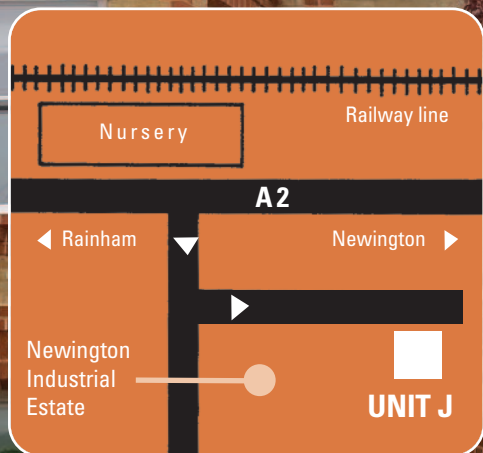 Nursery
Railway line
A2
Rainham
Newington
Newington
Industrial
Estate
UNIT J